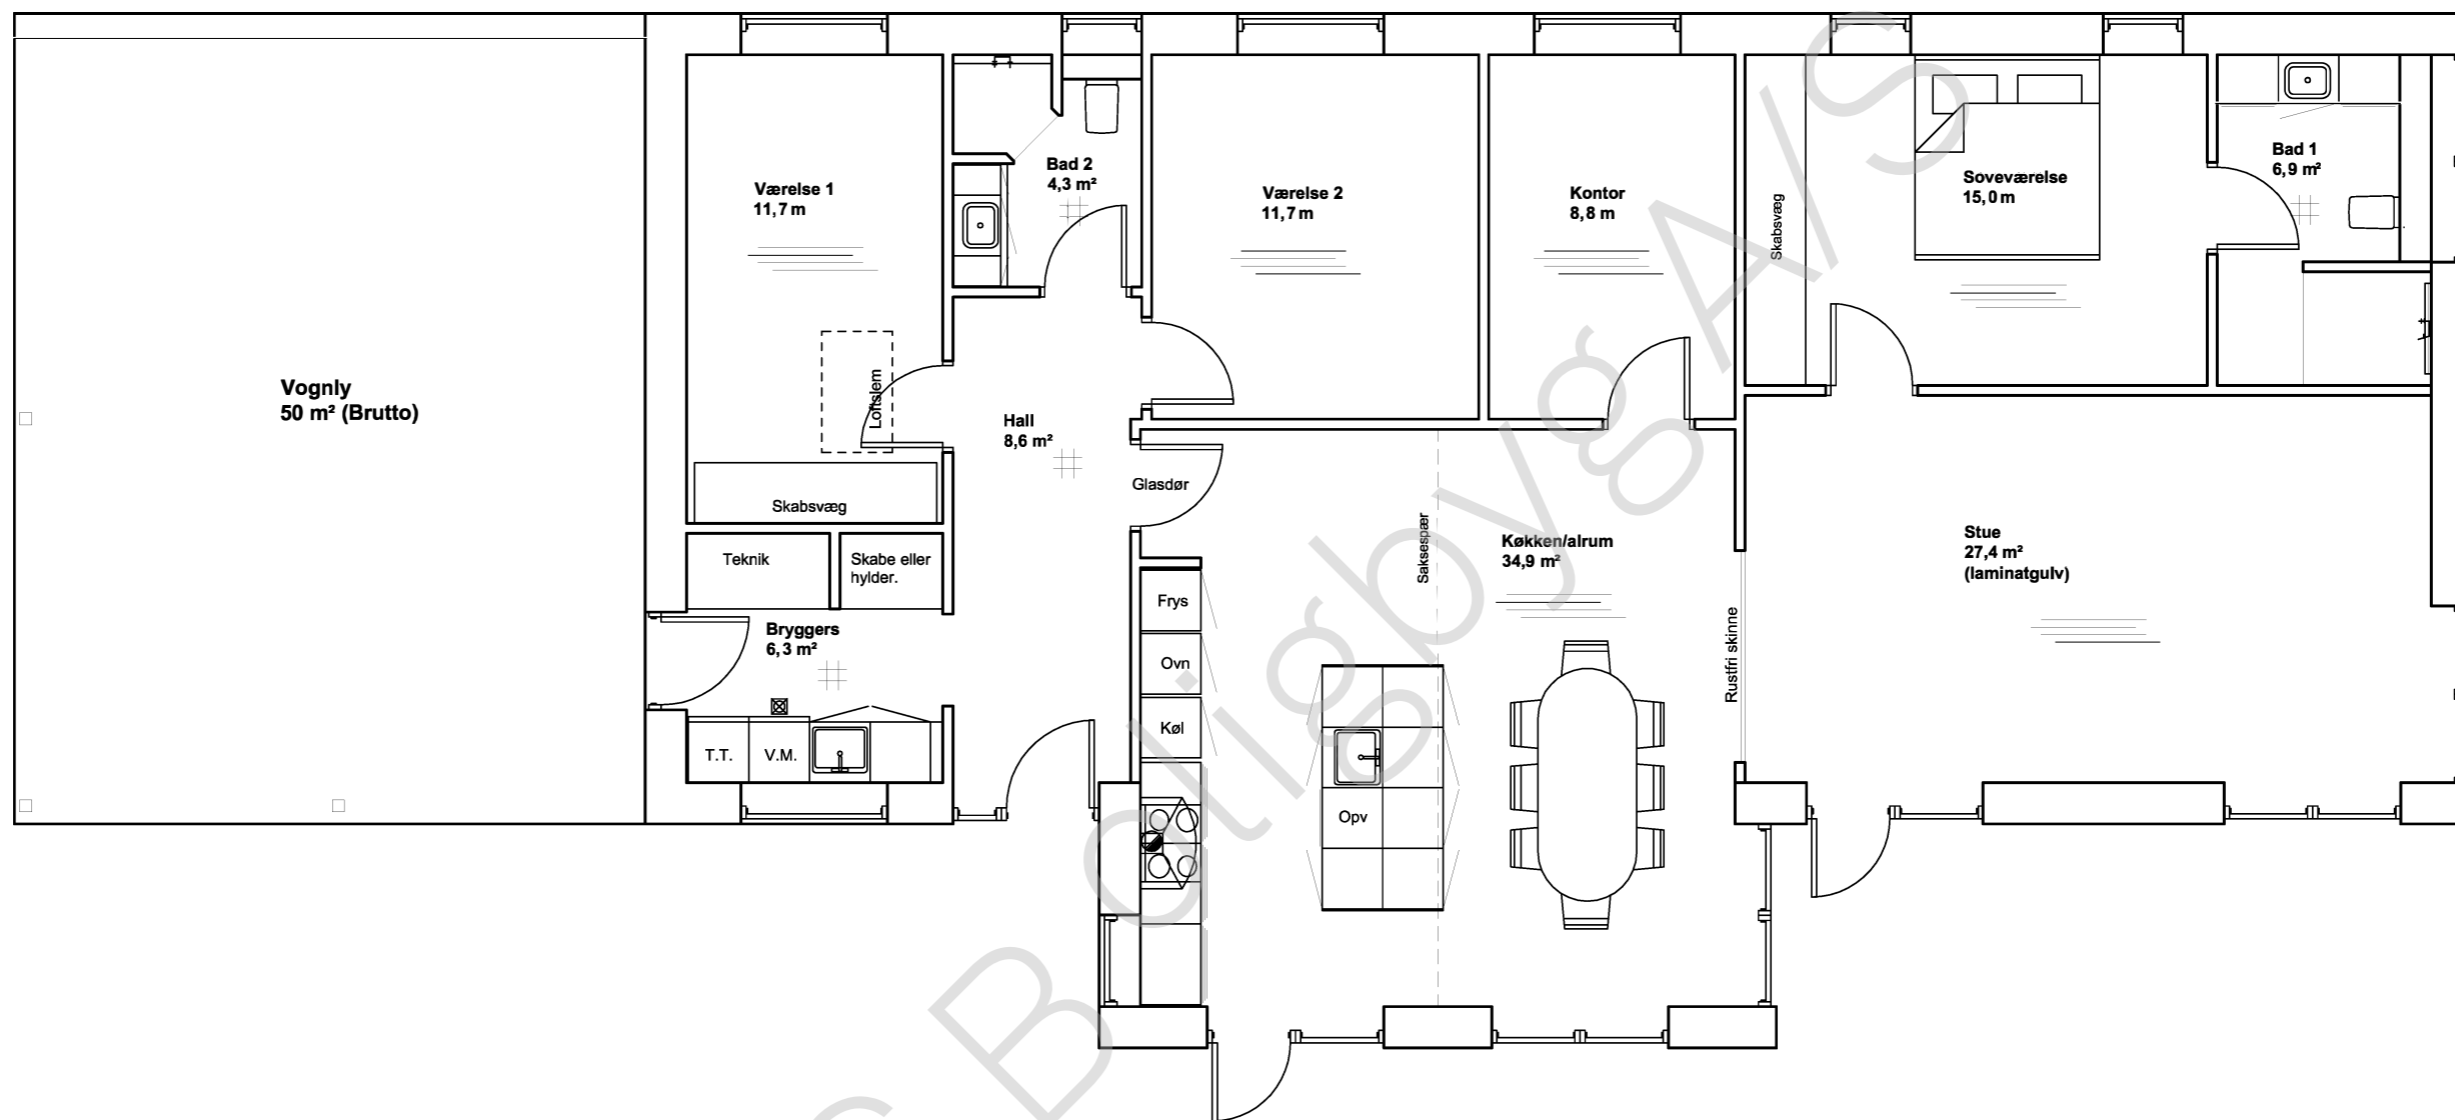 Værelse 1
11,7 m
Bad 2
4,3 m²
Værelse 2
11,7 m
Kontor
8,8 m
Skabsvæg
Soveværelse
15,0 m
Bad 1
6,9 m²
Vognly
50 m² (Brutto)
Loftslem
Hall
8,6 m²
Glasdør
Skabsvæg
Teknik
Skabe eller
hylder.
Saksespær
Køkken/alrum
34,9 m²
Stue
27,4 m²
(laminatgulv)
Frys
Bryggers
6,3 m²
Ovn
Rustfri skinne
Køl
T.T.
V.M.
Opv
Boligbyg A/S